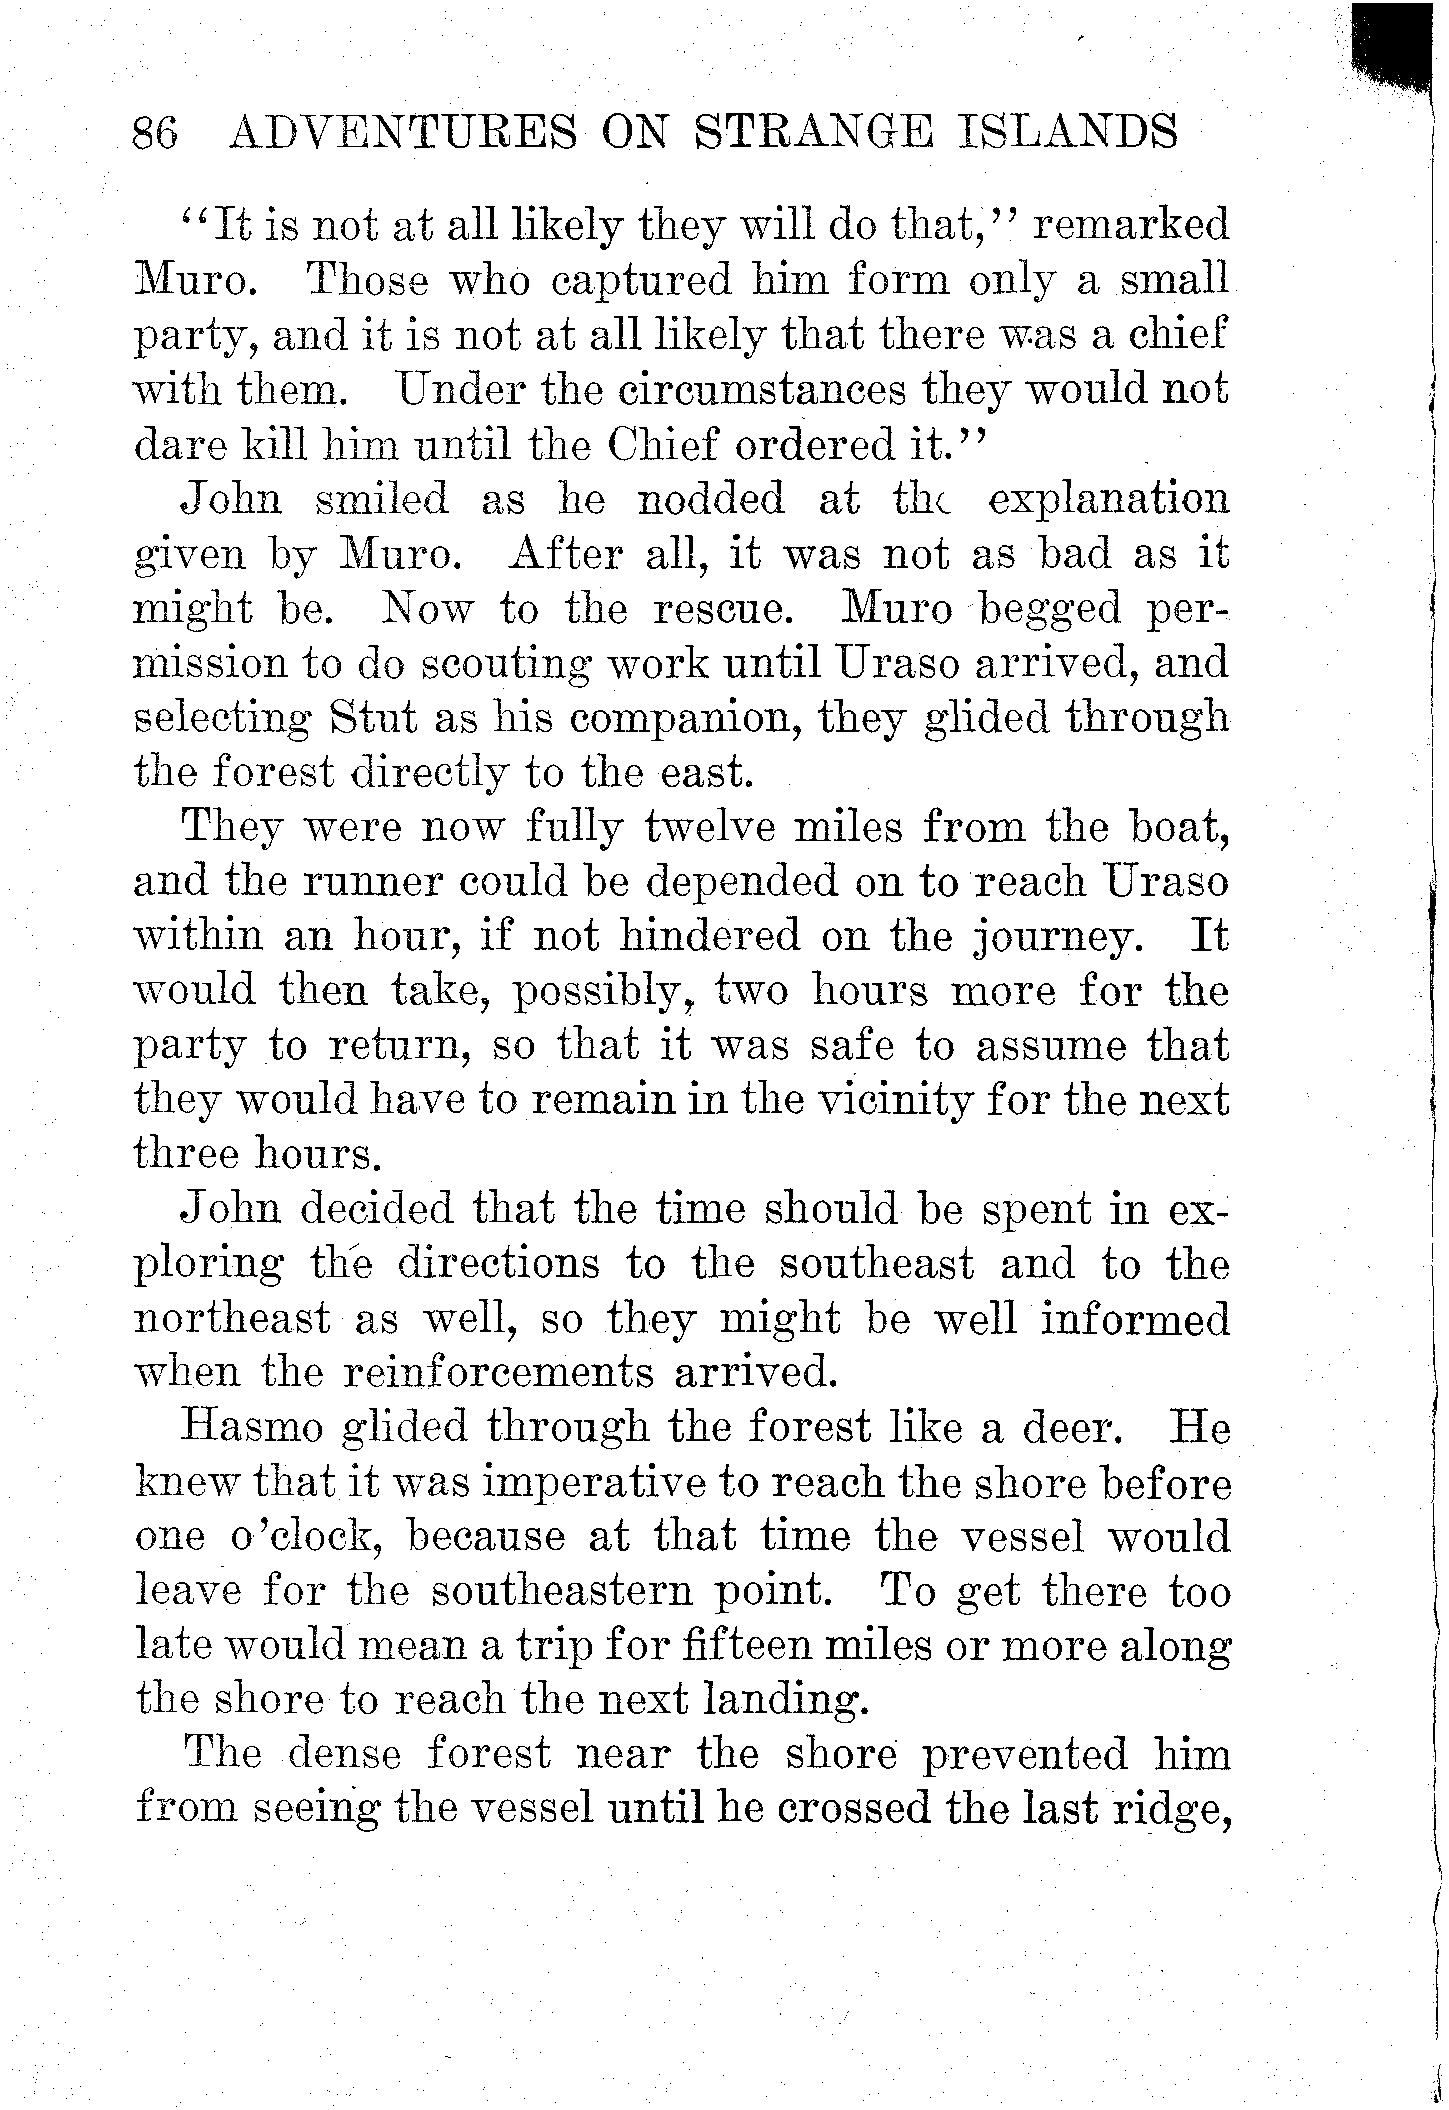 86 ADVENTURES ON STRANGE ISLANDS
"It is not at all likely they will do that," remarked
Muro. Those who captured him form only a small
party, and it is not at all likely that there was a chief
with them. Under the circumstances they would not
dare kill him until the Chief ordered it."
John smiled as he nodded at the explanation
given by Muro. After all, it was not as bad as it
might be. Now to the rescue. Muro begged per-
mission to do scouting work until Uraso arrived, and
selecting Stut as his companion, they glided through
the forest directly to the east.
They were now fully twelve miles from the boat,
and the runner could be depended on to reach Uraso
within an hour, if not hindered on the journey. It
would then take, possibly, two hours more for the
party to return, so that it was safe to assume that
they would have to remain in the vicinity for the next
three hours.
John decided that the time should be spent in ex-
ploring the directions to the southeast and to the
northeast as well, so they might be well informed
when the reinforcements arrived.
Hasmo glided through the forest like a deer. He
knew that it was imperative to reach the shore before
one o'clock, because at that time the vessel would
leave for the southeastern point. To get there too
late would mean a trip for fifteen miles or more along
the shore to reach the next landing.
The dense forest near the shore prevented him
from seeing the vessel until he crossed the last ridge,